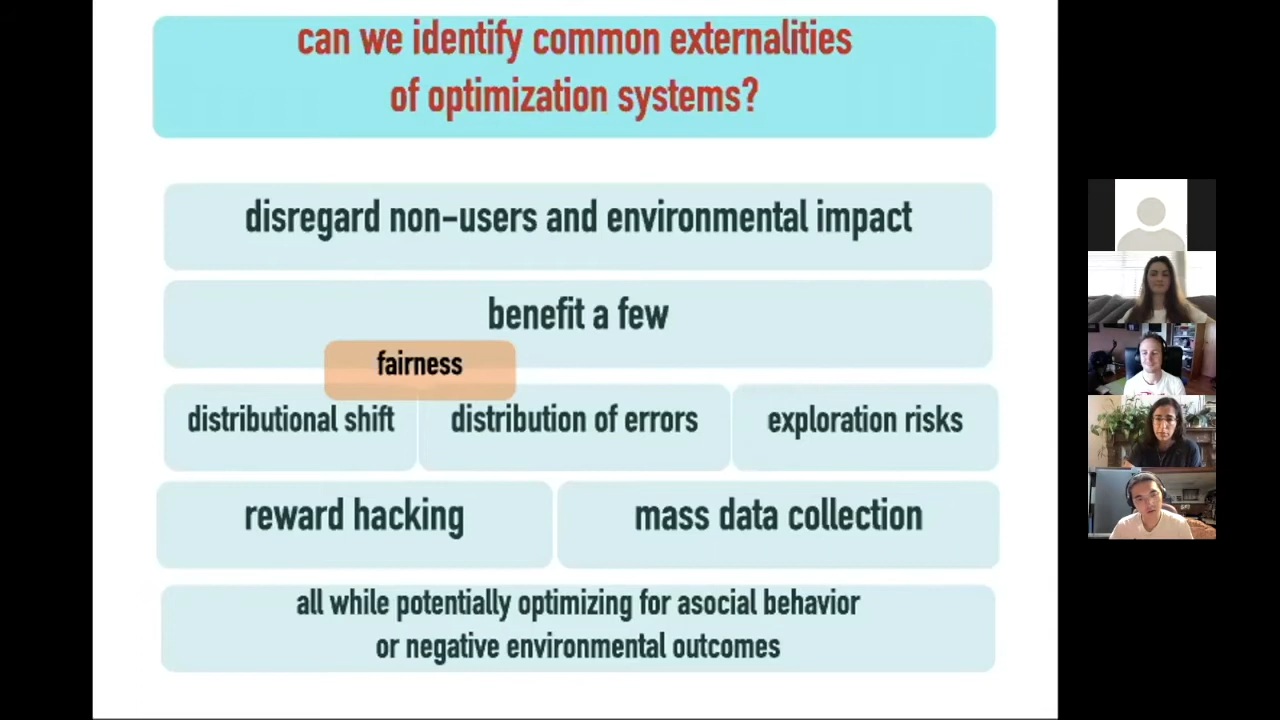 can we identify common externalities
of optimization systems?
disregard non-users and environmental impact
benefit a few
fairness
distributional shift
distribution of errors
exploration risks
reward hacking
mass data collection
all while potentially optimizing for asocial behavior
or negative environmental outcomes